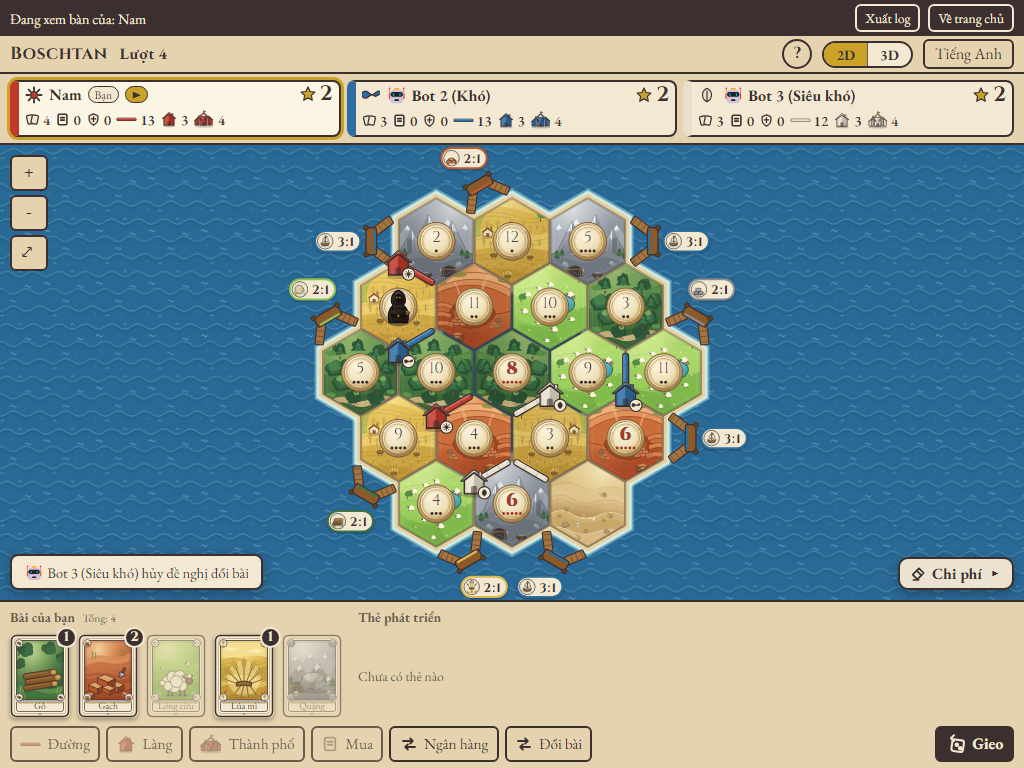 Đang xem bàn của: Nam
Xuất log
Về trang chủ
BOSCHTAN
Lượt 4
?
2D
3D
Tiếng Anh
Nam
Bạn
2
4 0 0 13 3 4
Bot 2 (Khó)
2
3 0 0 13 3 4
Bot 3 (Siêu khó)
2
3 0 0 12 3 4
+
-
2:1
3:1
2 12 5
3:1
2:1
11 10 3
2:1
5 10 8 9 11
9 4 3 6
3:1
4 6
2:1
2:1
3:1
Bot 3 (Siêu khó) hủy đề nghị đổi bài
Chi phí
Bài của bạn Tổng: 4
Thẻ phát triển
1 2 1
Gỗ Gạch Lông cừu Lúa mì Quặng
Chưa có thẻ nào
Đường
Làng
Thành phố
Mua
Ngân hàng
Đổi bài
Gieo